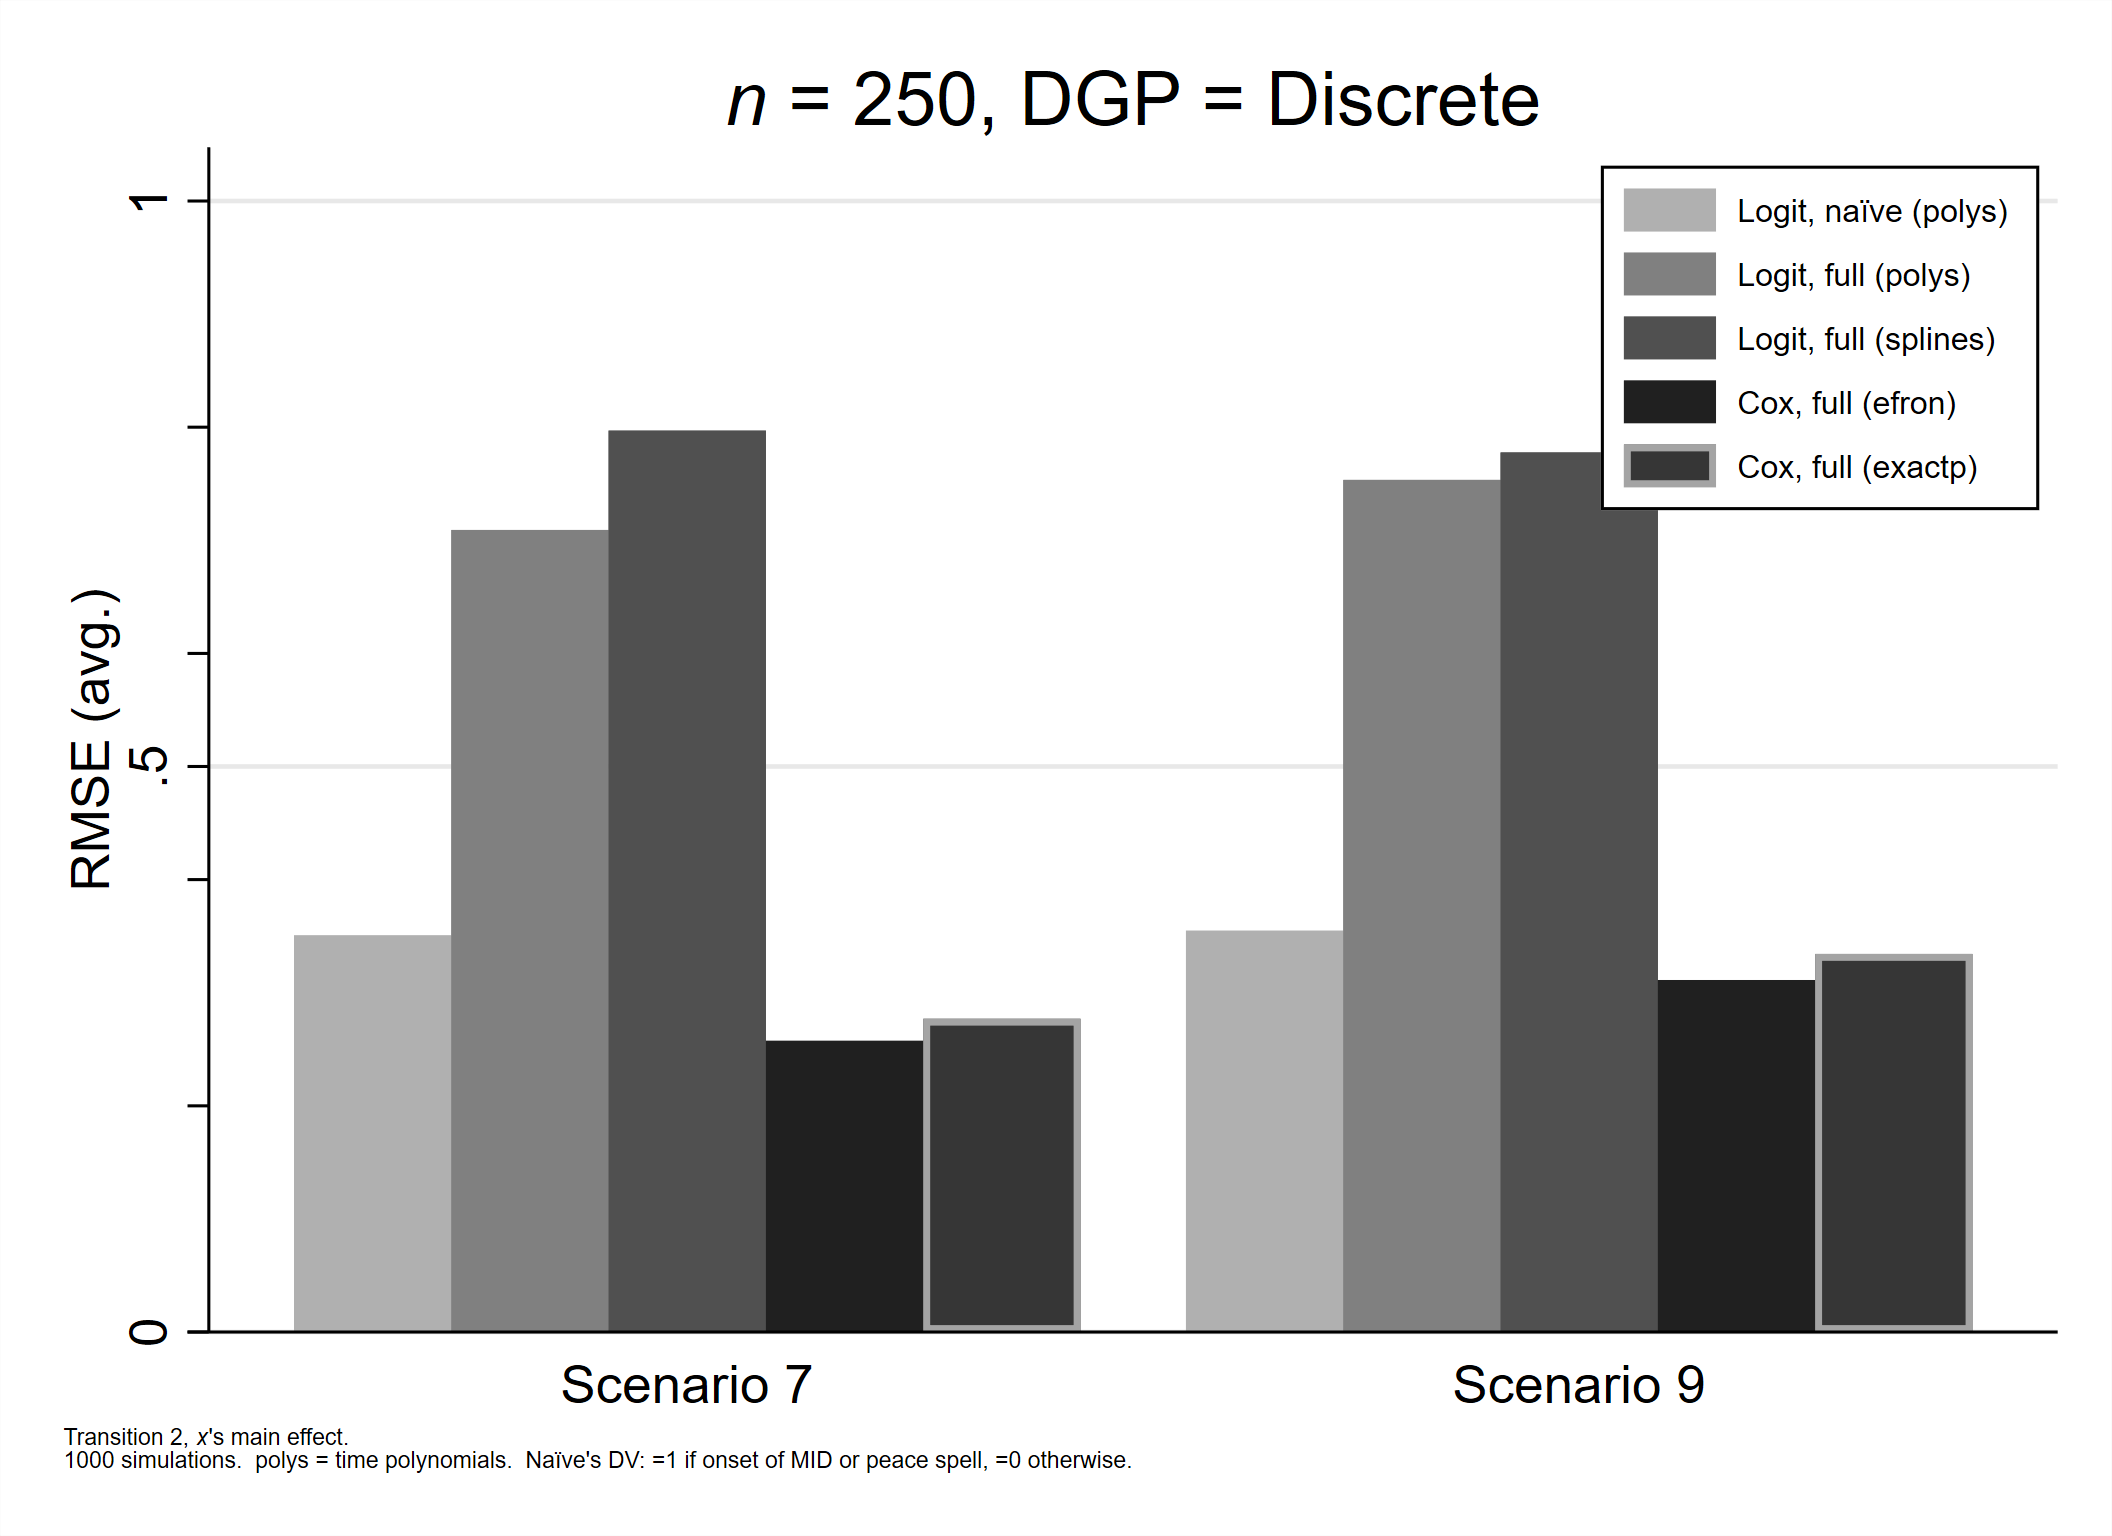 n = 250, DGP = Discrete
1
.5
0
RMSE (avg.)
Logit, naïve (polys)
Logit, full (polys)
Logit, full (splines)
Cox, full (efron)
Cox, full (exactp)
Scenario 7
Scenario 9
Transition 2, x's main effect.
1000 simulations.  polys = time polynomials.  Naïve's DV: =1 if onset of MID or peace spell, =0 otherwise.